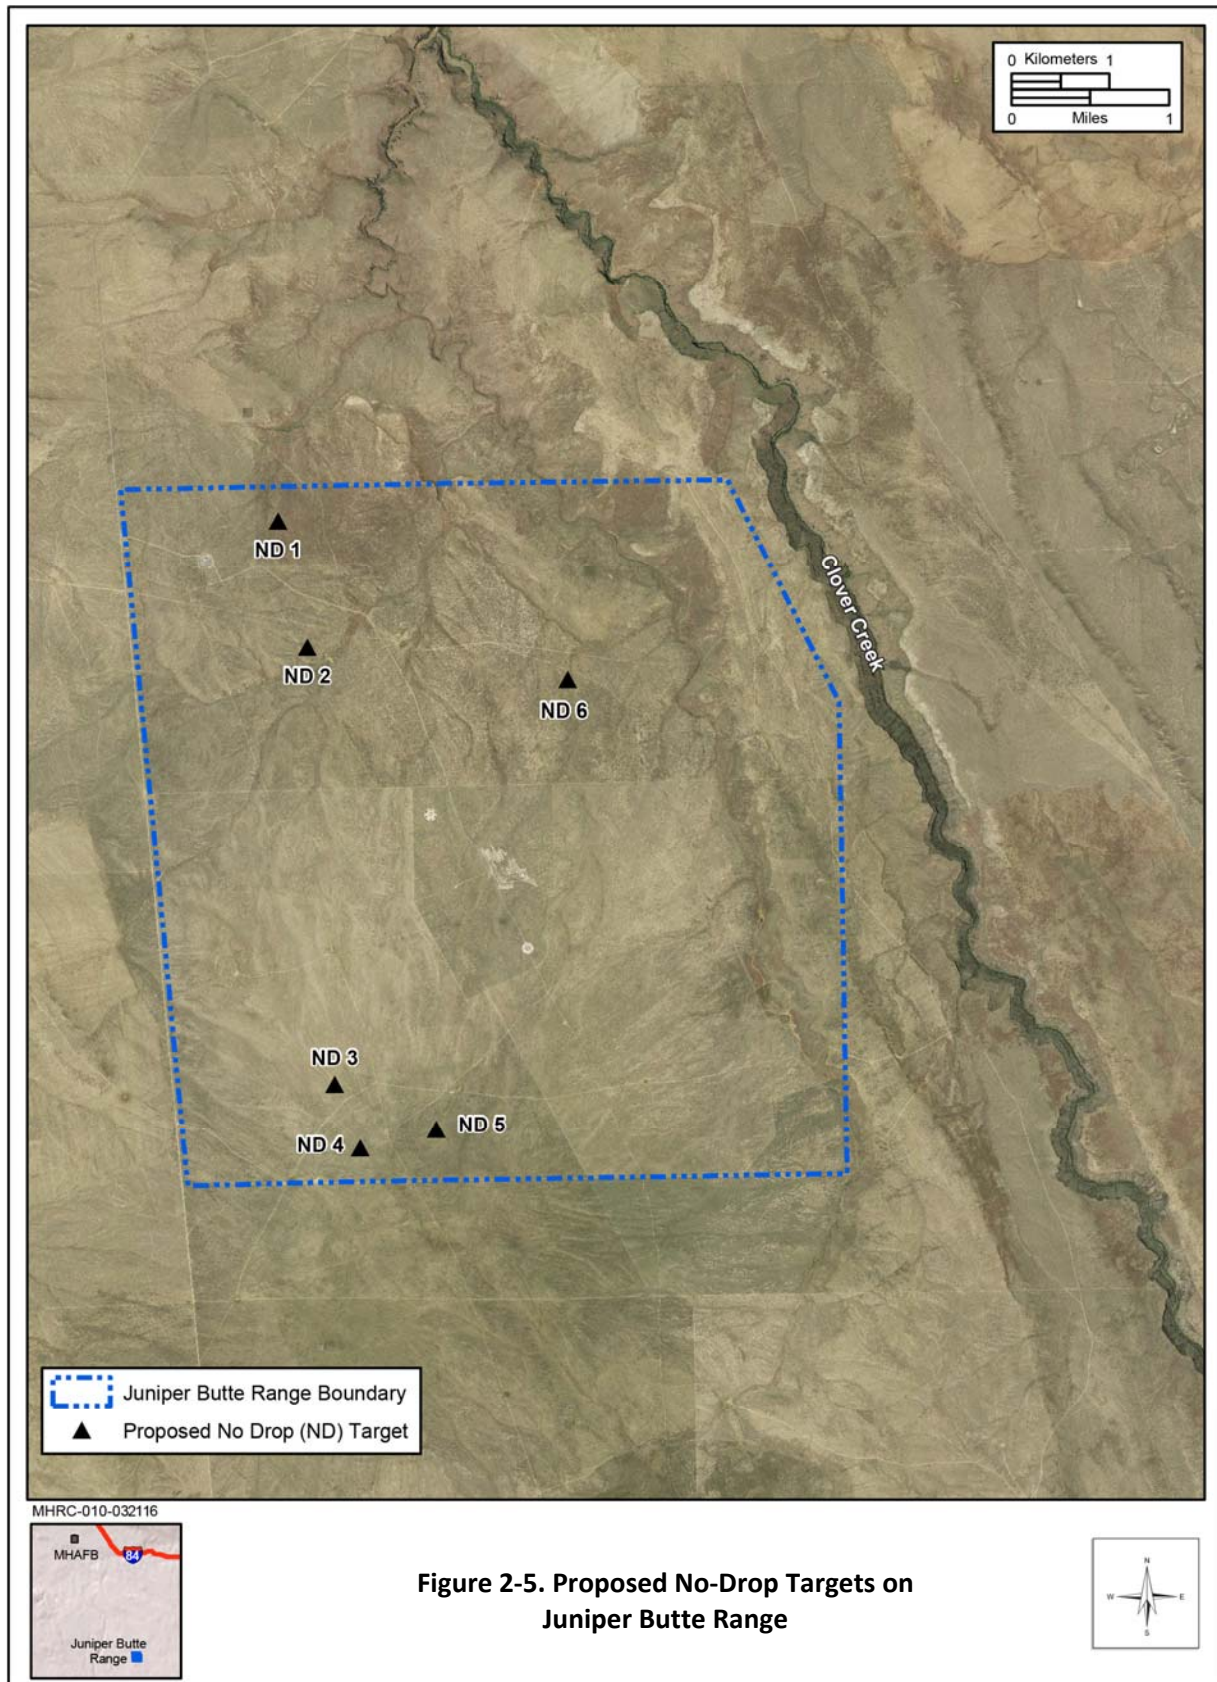 0 Kilometers 1
0 Miles 1
ND 1
Clover Creek
ND 2
ND 6
ND 3
ND 5
ND 4
Juniper Butte Range Boundary
Proposed No Drop (ND) Target
MHRC-010-032116
MHAFB
84
Juniper Butte
Range
Figure 2-5. Proposed No-Drop Targets on
Juniper Butte Range
N
W E
S